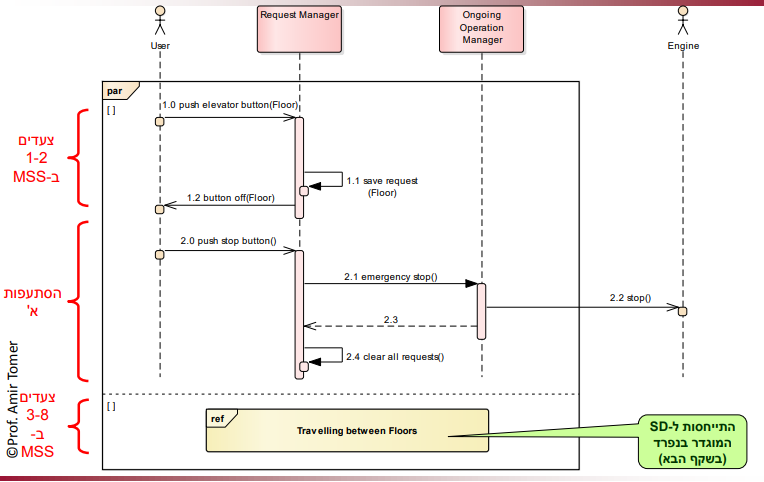 Request Manager
Ongoing
Operation
Manager
User
Engine
par
[ ]
1.0 push elevator button(Floor)
צעדים
1-2
ב-MSS
1.1 save request
(Floor)
1.2 button off(Floor)
2.0 push stop button()
2.1 emergency stop()
הסתעפות
א'
2.2 stop()
2.3
2.4 clear all requests()
©Prof. Amir Tomer
צעדים
3-8
ב-
MSS
[ ]
ref
Travelling between Floors
התייחסות ל-SD
המוגדר בנפרד
(בשקף הבא)